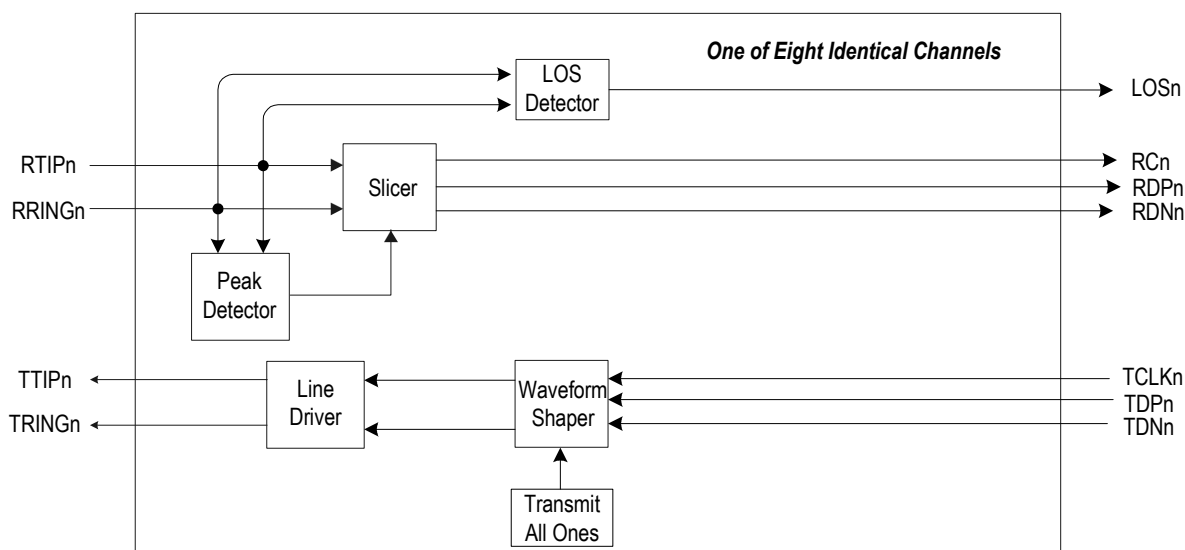 One of Eight Identical Channels
LOS
Detector
LOSn
RTIPn
RRINGn
Slicer
RCn
RDPn
RDNn
Peak
Detector
TTIPn
TRINGn
Line
Driver
Waveform
Shaper
TCLKn
TDPn
TDNn
Transmit
All Ones